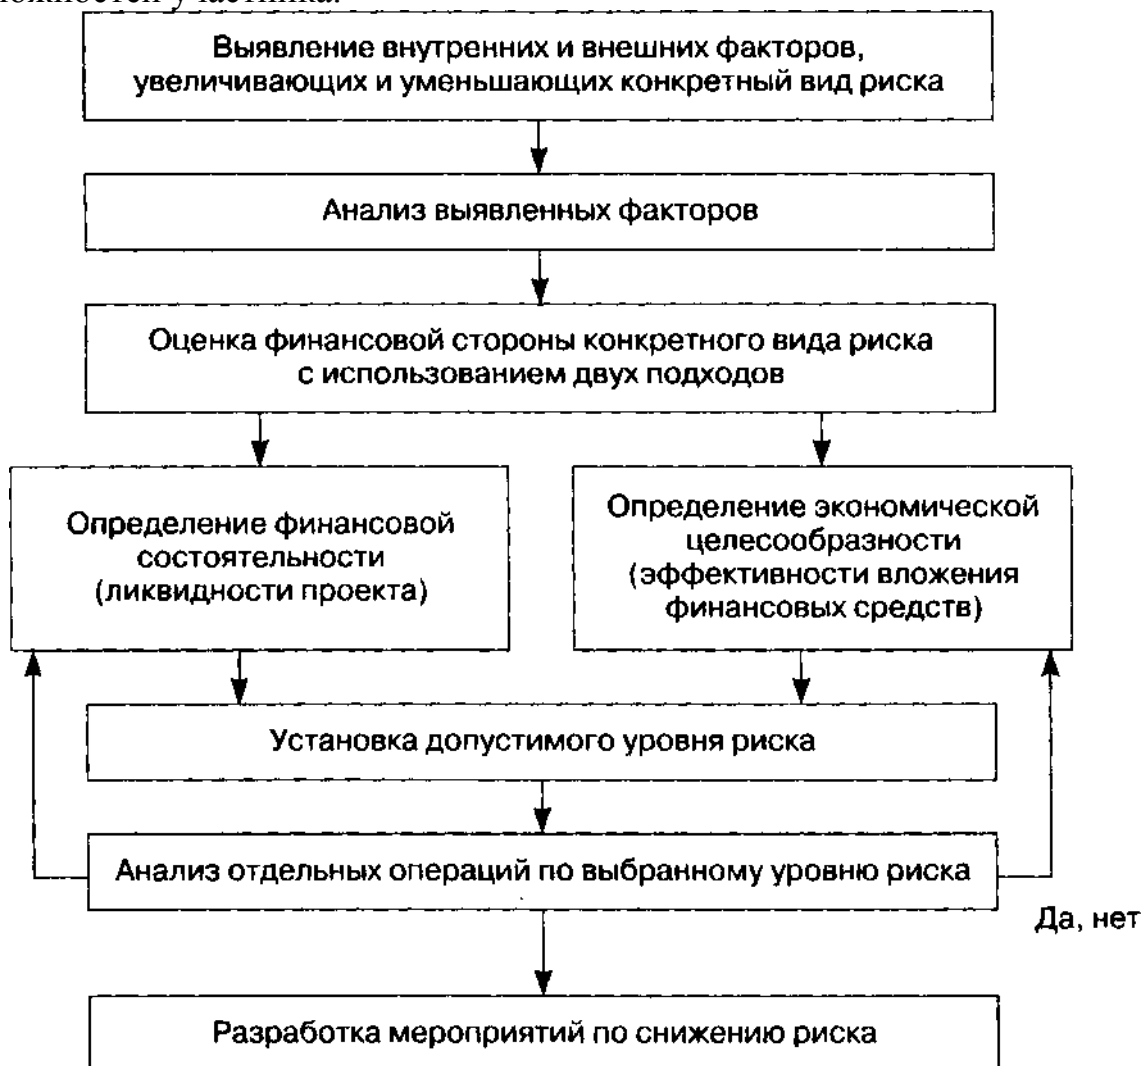 участника.
Выявление внутренних и внешних факторов,
увеличивающих и уменьшающих конкретный вид риска
Анализ выявленных факторов
Оценка финансовой стороны конкретного вида риска
с использованием двух подходов
Определение финансовой
состоятельности
(ликвидности проекта)
Определение экономической
целесообразности
(эффективности вложения
финансовых средств)
Установка допустимого уровня риска
Анализ отдельных операций по выбранному уровню риска
Да, нет
Разработка мероприятий по снижению риска